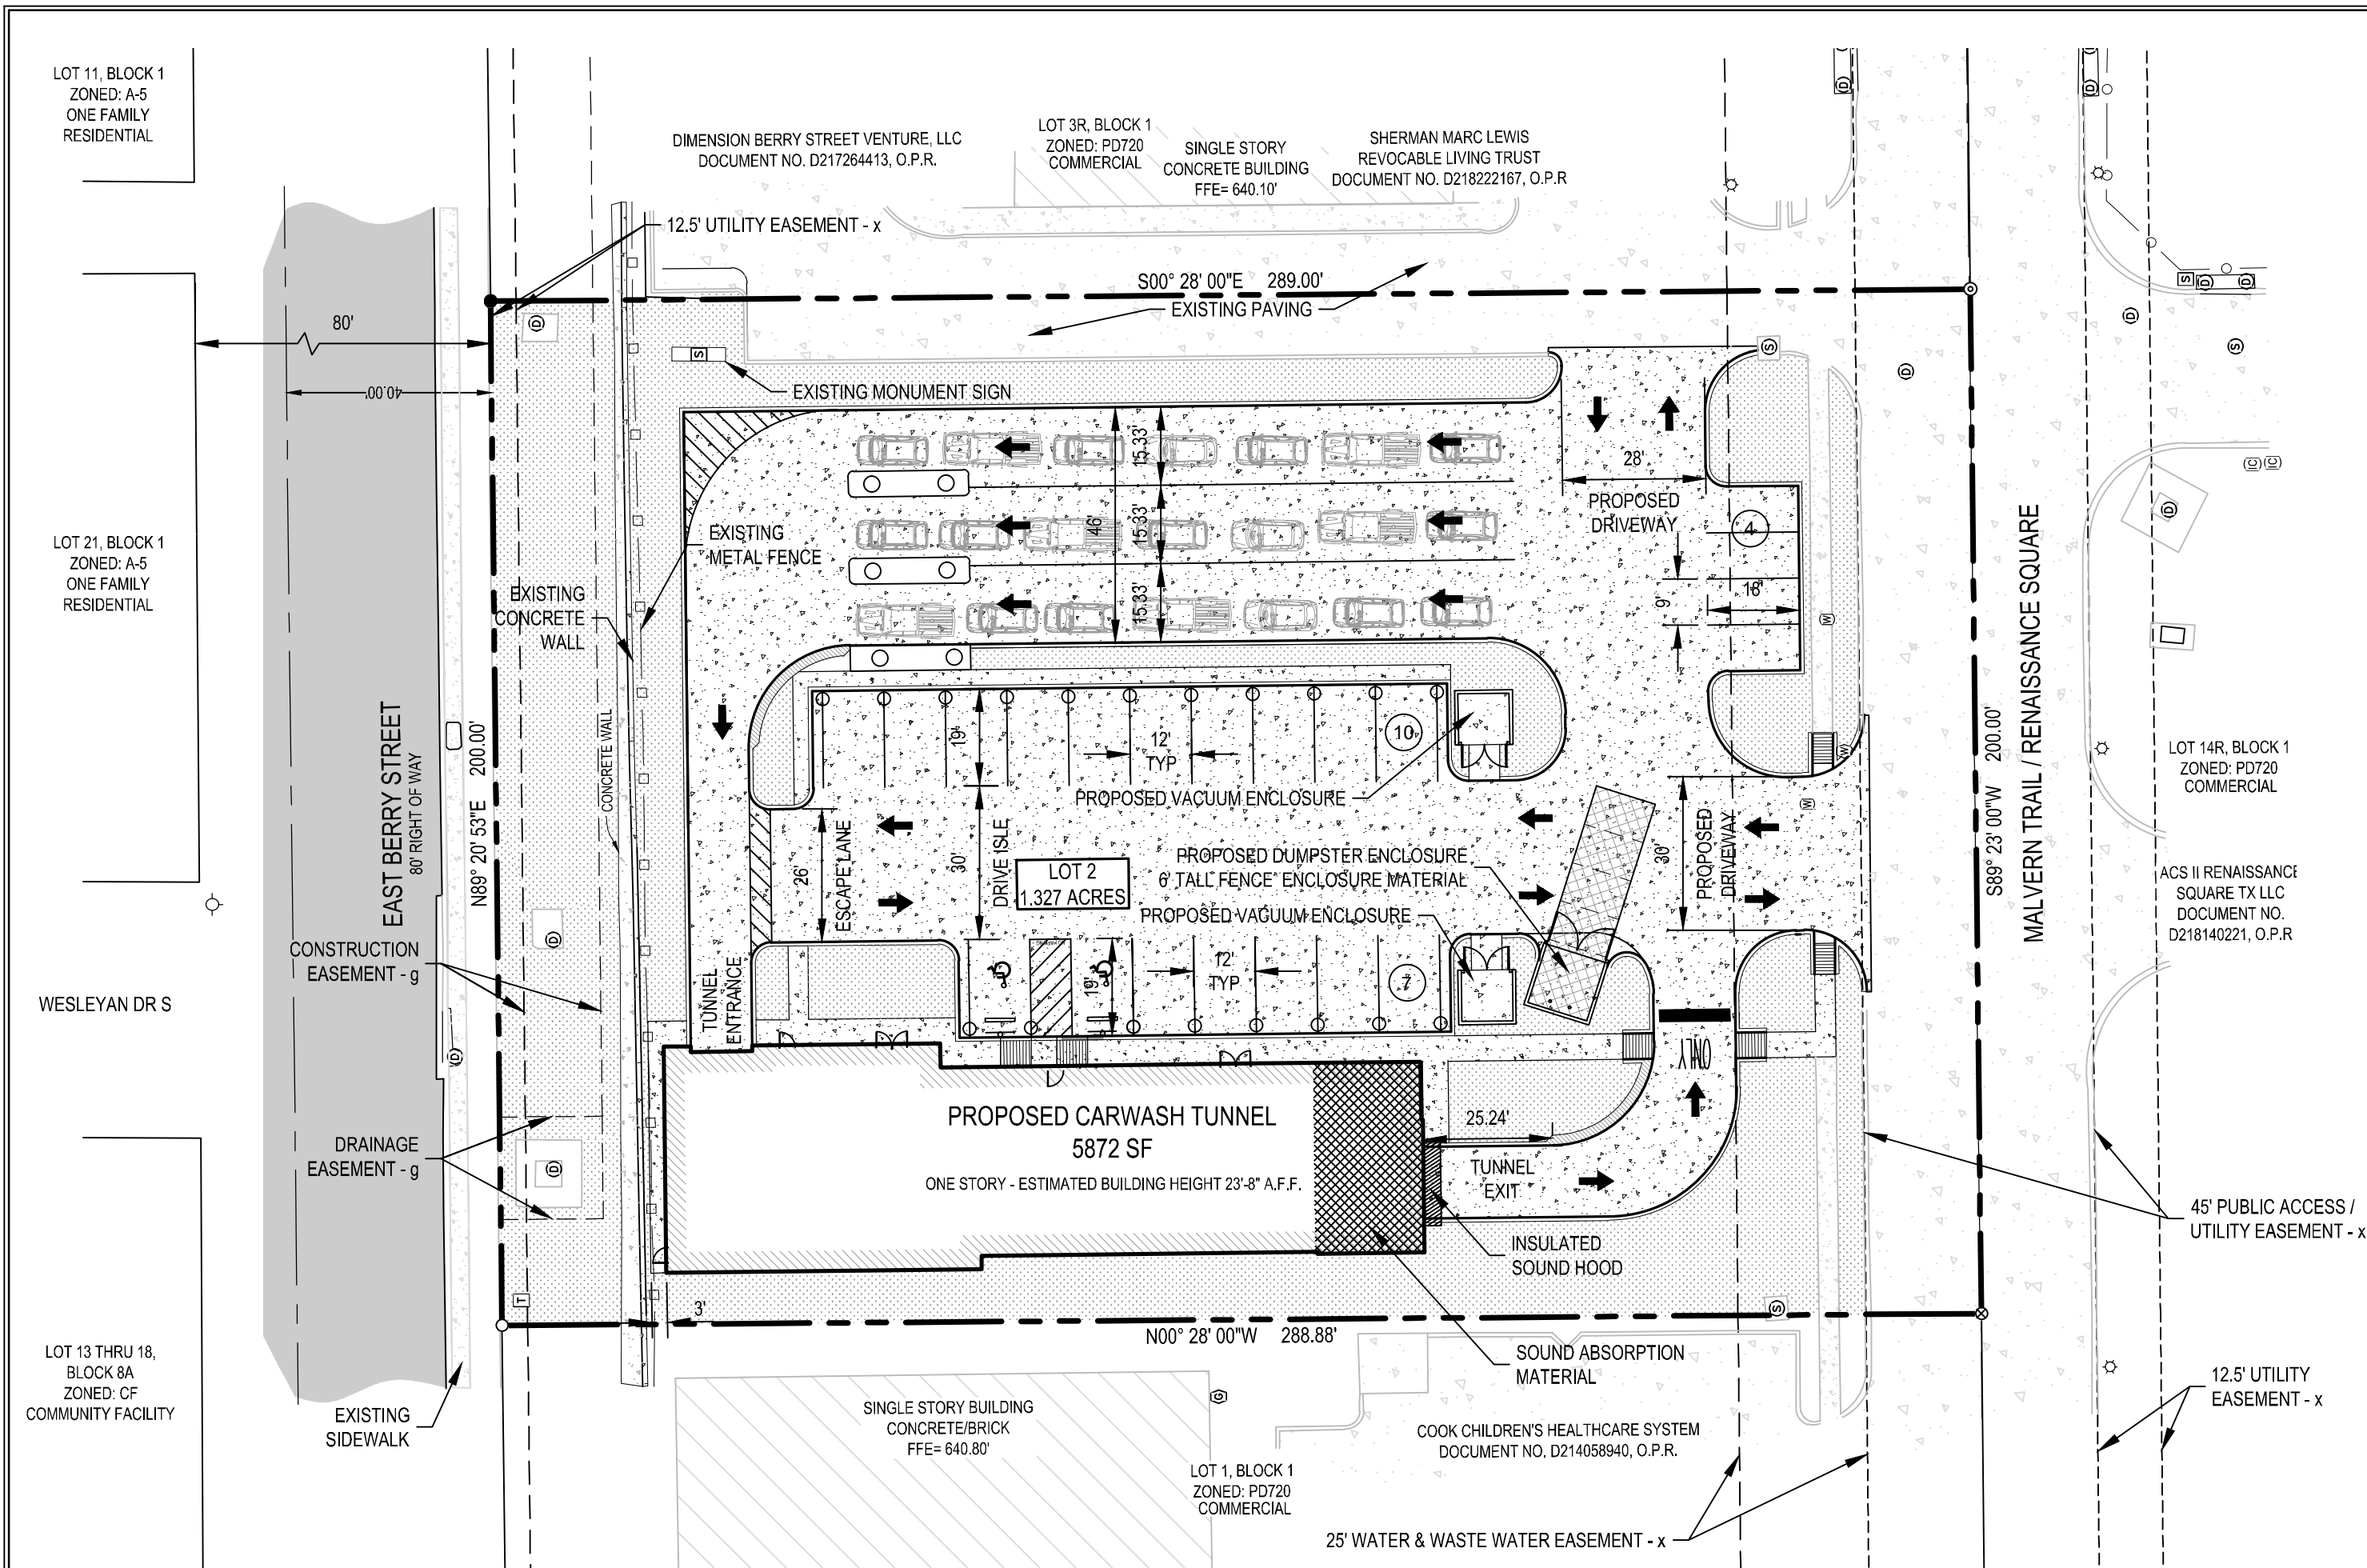 LOT 11, BLOCK 1
ZONED: A-5
ONE FAMILY
RESIDENTIAL
DIMENSION BERRY STREET VENTURE, LLC
DOCUMENT NO. D217264413, O.P.R.
LOT 3R, BLOCK 1
ZONED: PD720
COMMERCIAL
SINGLE STORY
CONCRETE BUILDING
FFE= 640.10'
SHERMAN MARC LEWIS
REVOCABLE LIVING TRUST
DOCUMENT NO. D218222167, O.P.R
12.5' UTILITY EASEMENT - x
S00° 28' 00"E 289.00'
EXISTING PAVING
80'
40.00'
EXISTING MONUMENT SIGN
LOT 21, BLOCK 1
ZONED: A-5
ONE FAMILY
RESIDENTIAL
EXISTING
METAL FENCE
EXISTING
CONCRETE
WALL
CONCRETE WALL
46'
15.33'
15.33'
15.33'
28'
PROPOSED
DRIVEWAY
4
18'
9'
EAST BERRY STREET
80' RIGHT OF WAY
N89° 20' 53"E 200.00'
MALVERN TRAIL / RENAISSANCE SQUARE
S89° 23' 00"W 200.00'
LOT 14R, BLOCK 1
ZONED: PD720
COMMERCIAL
ACS II RENAISSANCE
SQUARE TX LLC
DOCUMENT NO.
D218140221, O.P.R
19'
12'
TYP
10
PROPOSED VACUUM ENCLOSURE
26'
ESCAPE LANE
30'
DRIVE ISLE
LOT 2
1.327 ACRES
PROPOSED DUMPSTER ENCLOSURE
6' TALL FENCE ENCLOSURE MATERIAL
PROPOSED VACUUM ENCLOSURE
30'
PROPOSED
DRIVEWAY
CONSTRUCTION
EASEMENT - g
TUNNEL
ENTRANCE
NO PARKING
19'
12'
TYP
7
WESLEYAN DR S
ONLY
DRAINAGE
EASEMENT - g
PROPOSED CARWASH TUNNEL
5872 SF
ONE STORY - ESTIMATED BUILDING HEIGHT 23'-8" A.F.F.
25.24'
TUNNEL
EXIT
45' PUBLIC ACCESS /
UTILITY EASEMENT - x
INSULATED
SOUND HOOD
3'
N00° 28' 00"W 288.88'
SOUND ABSORPTION
MATERIAL
LOT 13 THRU 18,
BLOCK 8A
ZONED: CF
COMMUNITY FACILITY
EXISTING
SIDEWALK
SINGLE STORY BUILDING
CONCRETE/BRICK
FFE= 640.80'
COOK CHILDREN'S HEALTHCARE SYSTEM
DOCUMENT NO. D214058940, O.P.R.
12.5' UTILITY
EASEMENT - x
LOT 1, BLOCK 1
ZONED: PD720
COMMERCIAL
25' WATER & WASTE WATER EASEMENT - x